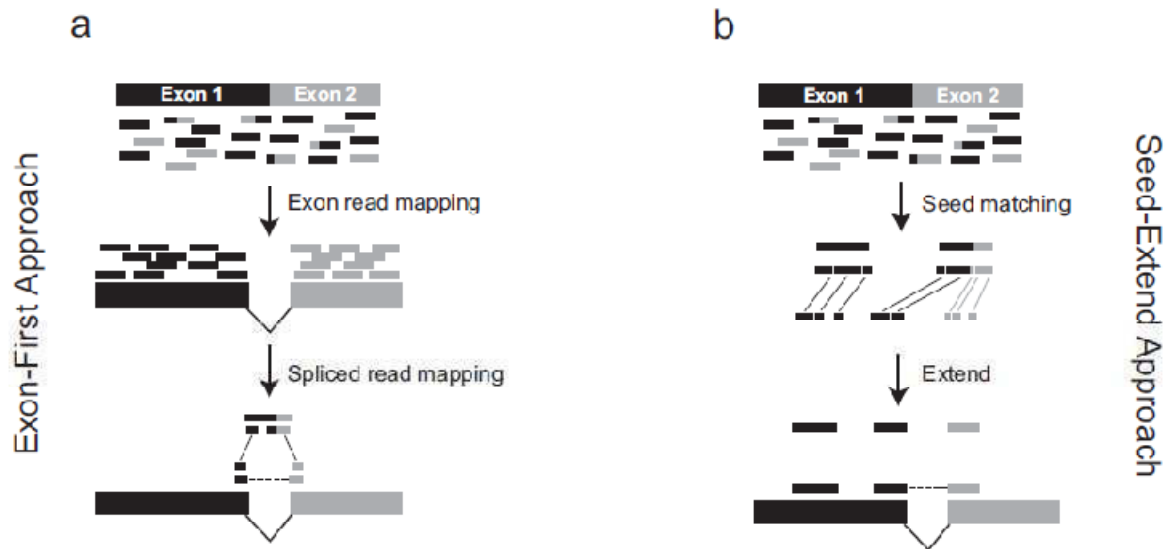 a
Exon 1 Exon 2
Exon read mapping
Spliced read mapping
Exon-First Approach
b
Exon 1 Exon 2
Seed matching
Extend
Seed-Extend Approach